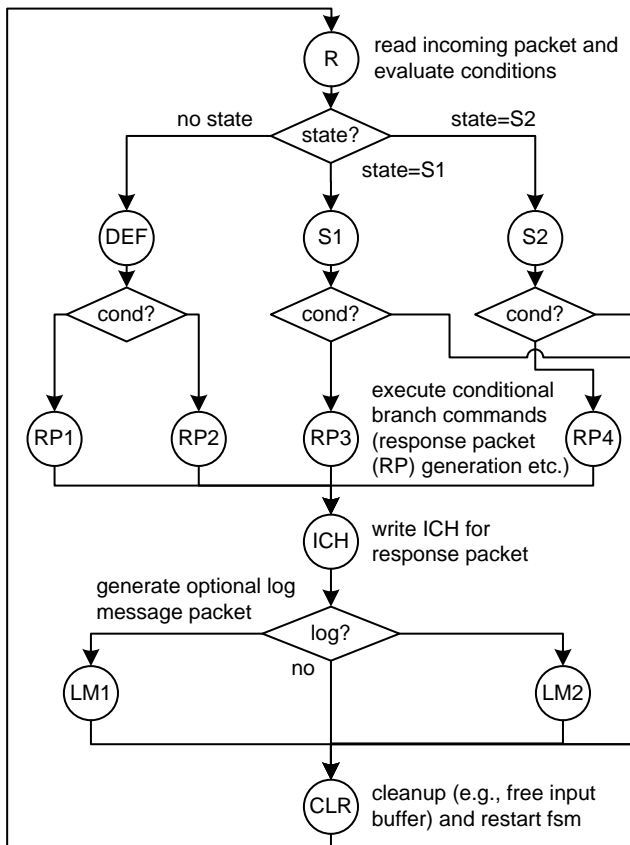 R
read incoming packet and
evaluate conditions
no state
state?
state=S2
state=S1
DEF
S1
S2
cond?
cond?
cond?
execute conditional
branch commands
(response packet
(RP) generation etc.)
RP1
RP2
RP3
RP4
ICH
write ICH for
response packet
generate optional log
message packet
log?
no
LM1
LM2
CLR
cleanup (e.g., free input
buffer) and restart fsm